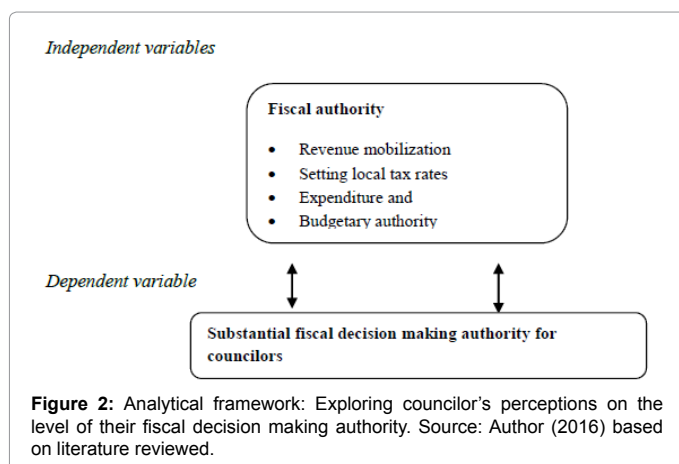 Independent variables
Fiscal authority
• Revenue mobilization
• Setting local tax rates
• Expenditure and
• Budgetary authority
Dependent variable
Substantial fiscal decision making authority for
councilors
Figure 2: Analytical framework: Exploring councilor's perceptions on the
level of their fiscal decision making authority. Source: Author (2016) based
on literature reviewed.